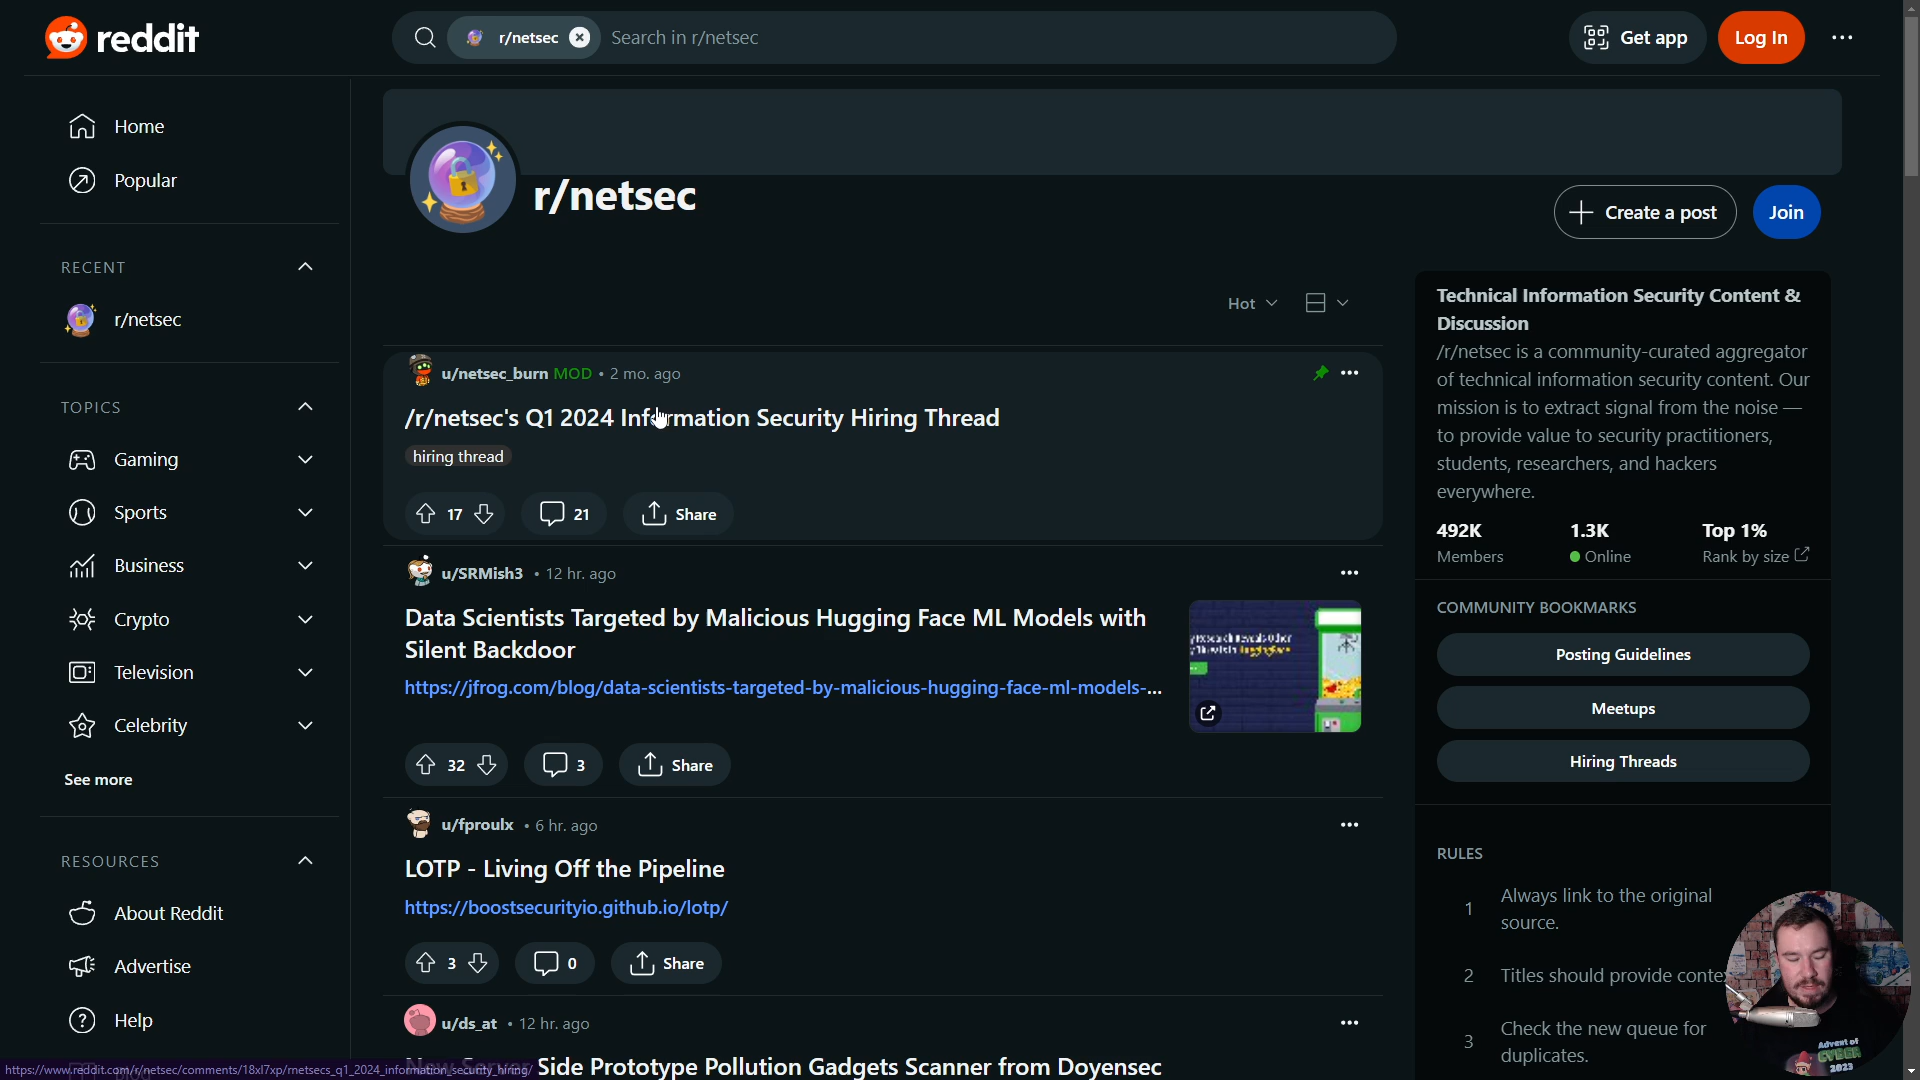 reddit
r/netsec
Search in r/netsec
Get app
Log In
Home
Popular
RECENT
r/netsec
TOPICS
Gaming
Sports
Business
Crypto
Television
Celebrity
See more
RESOURCES
About Reddit
Advertise
Help
r/netsec
Create a post
Join
Hot
u/netsec_burn MOD • 2 mo. ago
/r/netsec's Q1 2024 Information Security Hiring Thread
hiring thread
17
21
Share
u/SRMish3 • 12 hr. ago
Data Scientists Targeted by Malicious Hugging Face ML Models with
Silent Backdoor
https://jfrog.com/blog/data-scientists-targeted-by-malicious-hugging-face-ml-models-...
32
3
Share
u/fproulx • 6 hr. ago
LOTP - Living Off the Pipeline
https://boostsecurityio.github.io/lotp/
3
0
Share
u/ds_at • 12 hr. ago
New Server Side Prototype Pollution Gadgets Scanner from Doyensec
Technical Information Security Content &
Discussion
/r/netsec is a community-curated aggregator
of technical information security content. Our
mission is to extract signal from the noise —
to provide value to security practitioners,
students, researchers, and hackers
everywhere.
492K
1.3K
Top 1%
Members
Online
Rank by size
COMMUNITY BOOKMARKS
Posting Guidelines
Meetups
Hiring Threads
RULES
1
Always link to the original
source.
2
Titles should provide
3
Check the new queue for
duplicates.
Advent of
CYBER
2023
https://www.reddit.com/r/netsec/comments/18xl7xp/rnetsecs_q1_2024_information_security_hiring/